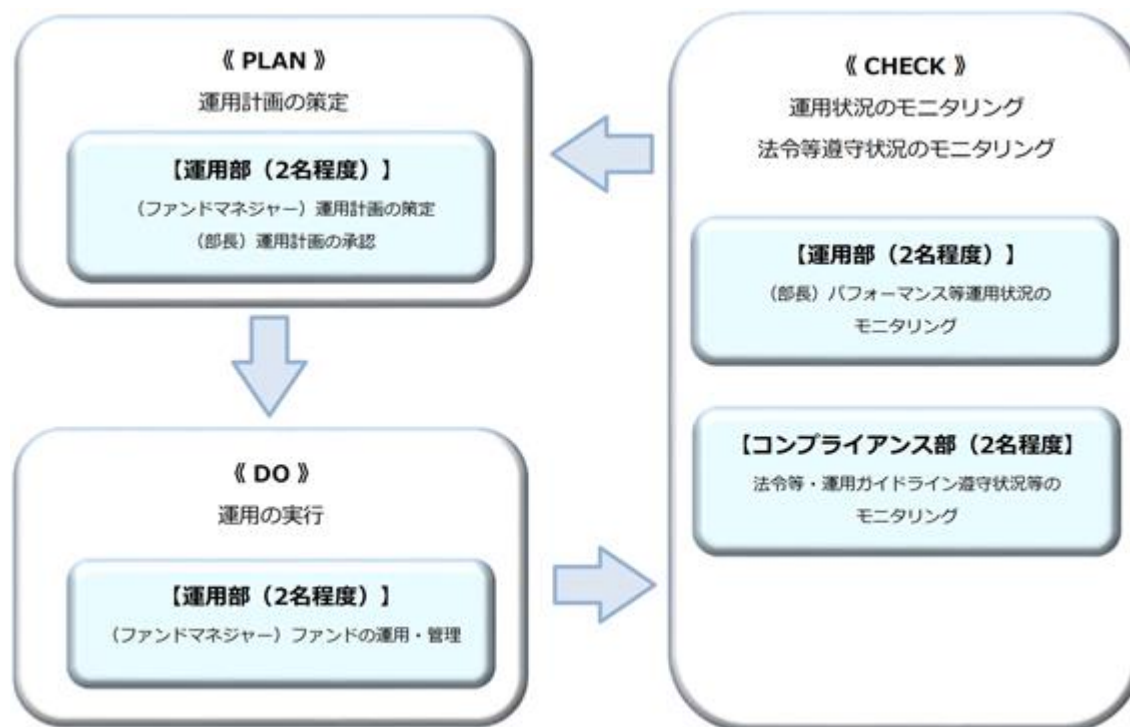 《 PLAN 》
運用計画の策定
【運用部（2名程度）】
（ファンドマネジャー）運用計画の策定
（部長）運用計画の承認
《 DO 》
運用の実行
【運用部（2名程度）】
（ファンドマネジャー）ファンドの運用・管理
《 CHECK 》
運用状況のモニタリング
法令等遵守状況のモニタリング
【運用部（2名程度）】
（部長）パフォーマンス等運用状況の
モニタリング
【コンプライアンス部（2名程度】
法令等・運用ガイドライン遵守状況等の
モニタリング